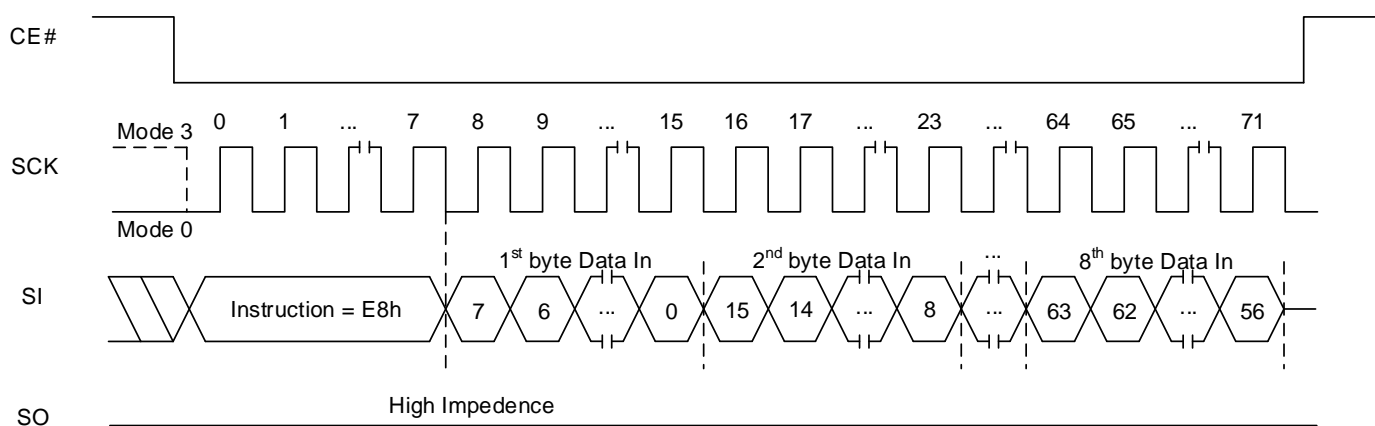 CE#
0 1 ... 7 8 9 ... 15 16 17 ... 23 ... 64 65 ... 71
Mode 3
SCK
Mode 0
1st byte Data In 2nd byte Data In ... 8th byte Data In
SI
Instruction = E8h 7 6 ... 0 15 14 ... 8 ... 63 62 ... 56
High Impedence
SO